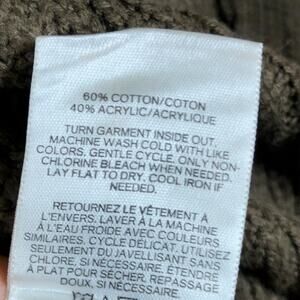 60% COTTON/COTON
40% ACRYLIC/ACRYLIQUE
TURN GARMENT INSIDE OUT.
MACHINE WASH COLD WITH LIKE
COLORS. GENTLE CYCLE. ONLY NON-
CHLORINE BLEACH WHEN NEEDED.
LAY FLAT TO DRY. COOL IRON IF
NEEDED.
RETOURNEZ LE VÊTEMENT À
L'ENVERS. LAVER À LA MACHINE
À L'EAU FROIDE AVEC COULEURS
SIMILAIRES. CYCLE DÉLICAT. UTILISEZ
SEULEMENT DU JAVELLISANT SANS
CHLORE, SI NÉCESSAIRE. ÉTENDRE
À PLAT POUR SÉCHER. REPASSAGE
DOUX, SI NÉCESSAIRE.